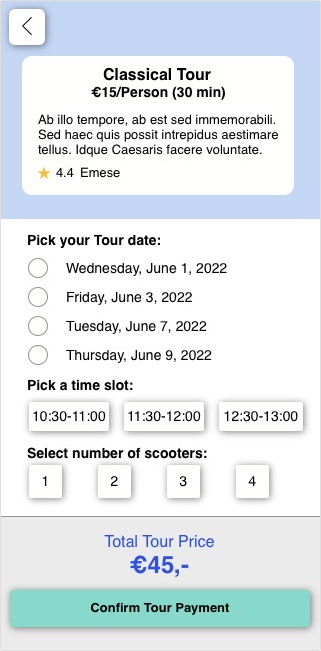 Classical Tour
€15/Person (30 min)
Ab illo tempore, ab est sed immemorabili.
Sed haec quis possit intrepidus aestimare
tellus. Idque Caesaris facere voluntate.
4.4 Emese
Pick your Tour date:
Wednesday, June 1, 2022
Friday, June 3, 2022
Tuesday, June 7, 2022
Thursday, June 9, 2022
Pick a time slot:
10:30-11:00 11:30-12:00 12:30-13:00
Select number of scooters:
1 2 3 4
Total Tour Price
€45,-
Confirm Tour Payment